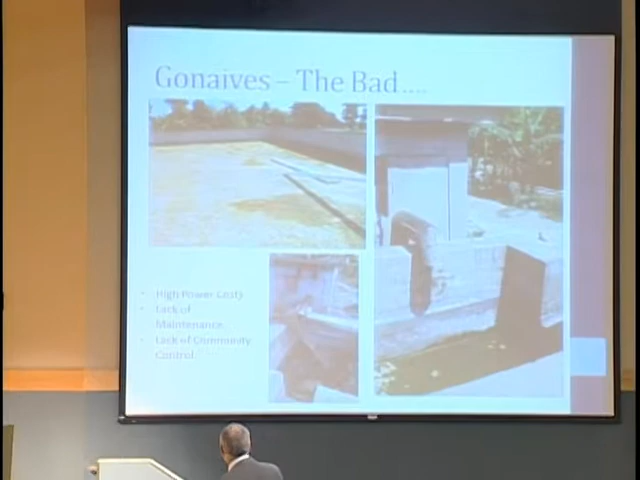 Gonaives – The Bad....
• High Power Costs
• Lack of
Maintenance.
• Lack of Community
Control.